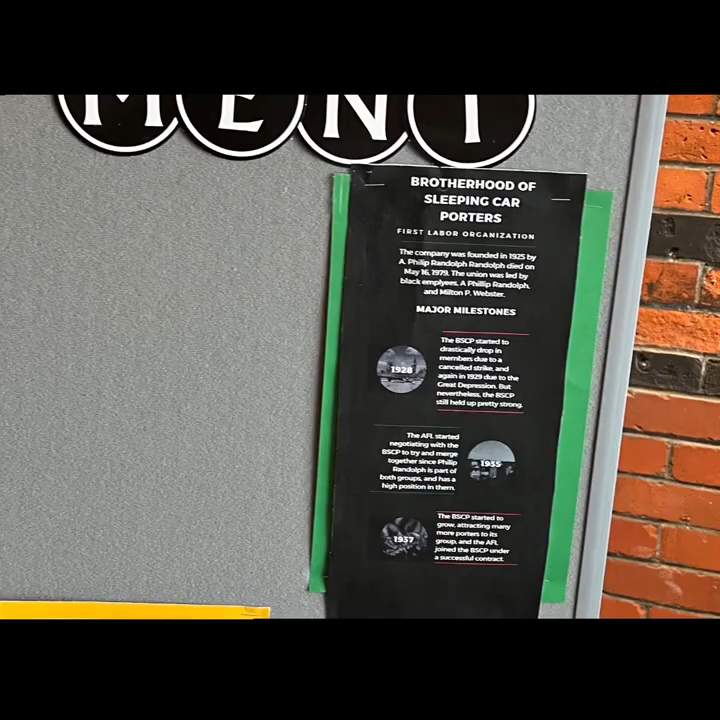 MENT
BROTHERHOOD OF
SLEEPING CAR
PORTERS
FIRST LABOR ORGANIZATION
The company was founded in 1925 by
A. Philip Randolph Randolph died on
May 16, 1979. The union was led by
black emplyees, A Phillip Randolph,
and Milton P. Webster.
MAJOR MILESTONES
The BSCP started to
drastically drop in
members due to a
cancelled strike, and
again in 1929 due to the
Great Depression. But
nevertheless, the BSCP
still held up pretty strong.
1928
The AFL started
negotiating with the
BSCP to try and merge
together since Philip
Randolph is part of
both groups, and has a
high position in them.
1935
The BSCP started to
grow, attracting many
more porters to its
group, and the AFL
joined the BSCP under
a successful contract.
1937